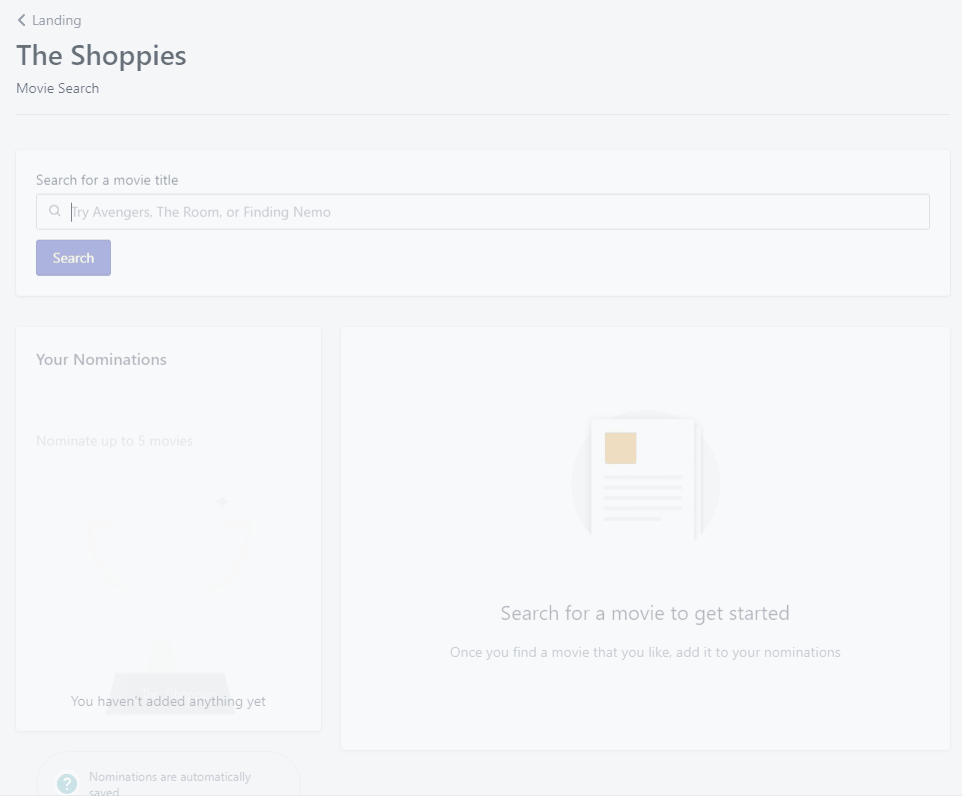 Landing
The Shoppies
Movie Search
Search for a movie title
Try Avengers, The Room, or Finding Nemo
Search
Your Nominations
Nominate up to 5 movies
You haven't added anything yet
Search for a movie to get started
Once you find a movie that you like, add it to your nominations
?
Nominations are automatically
saved